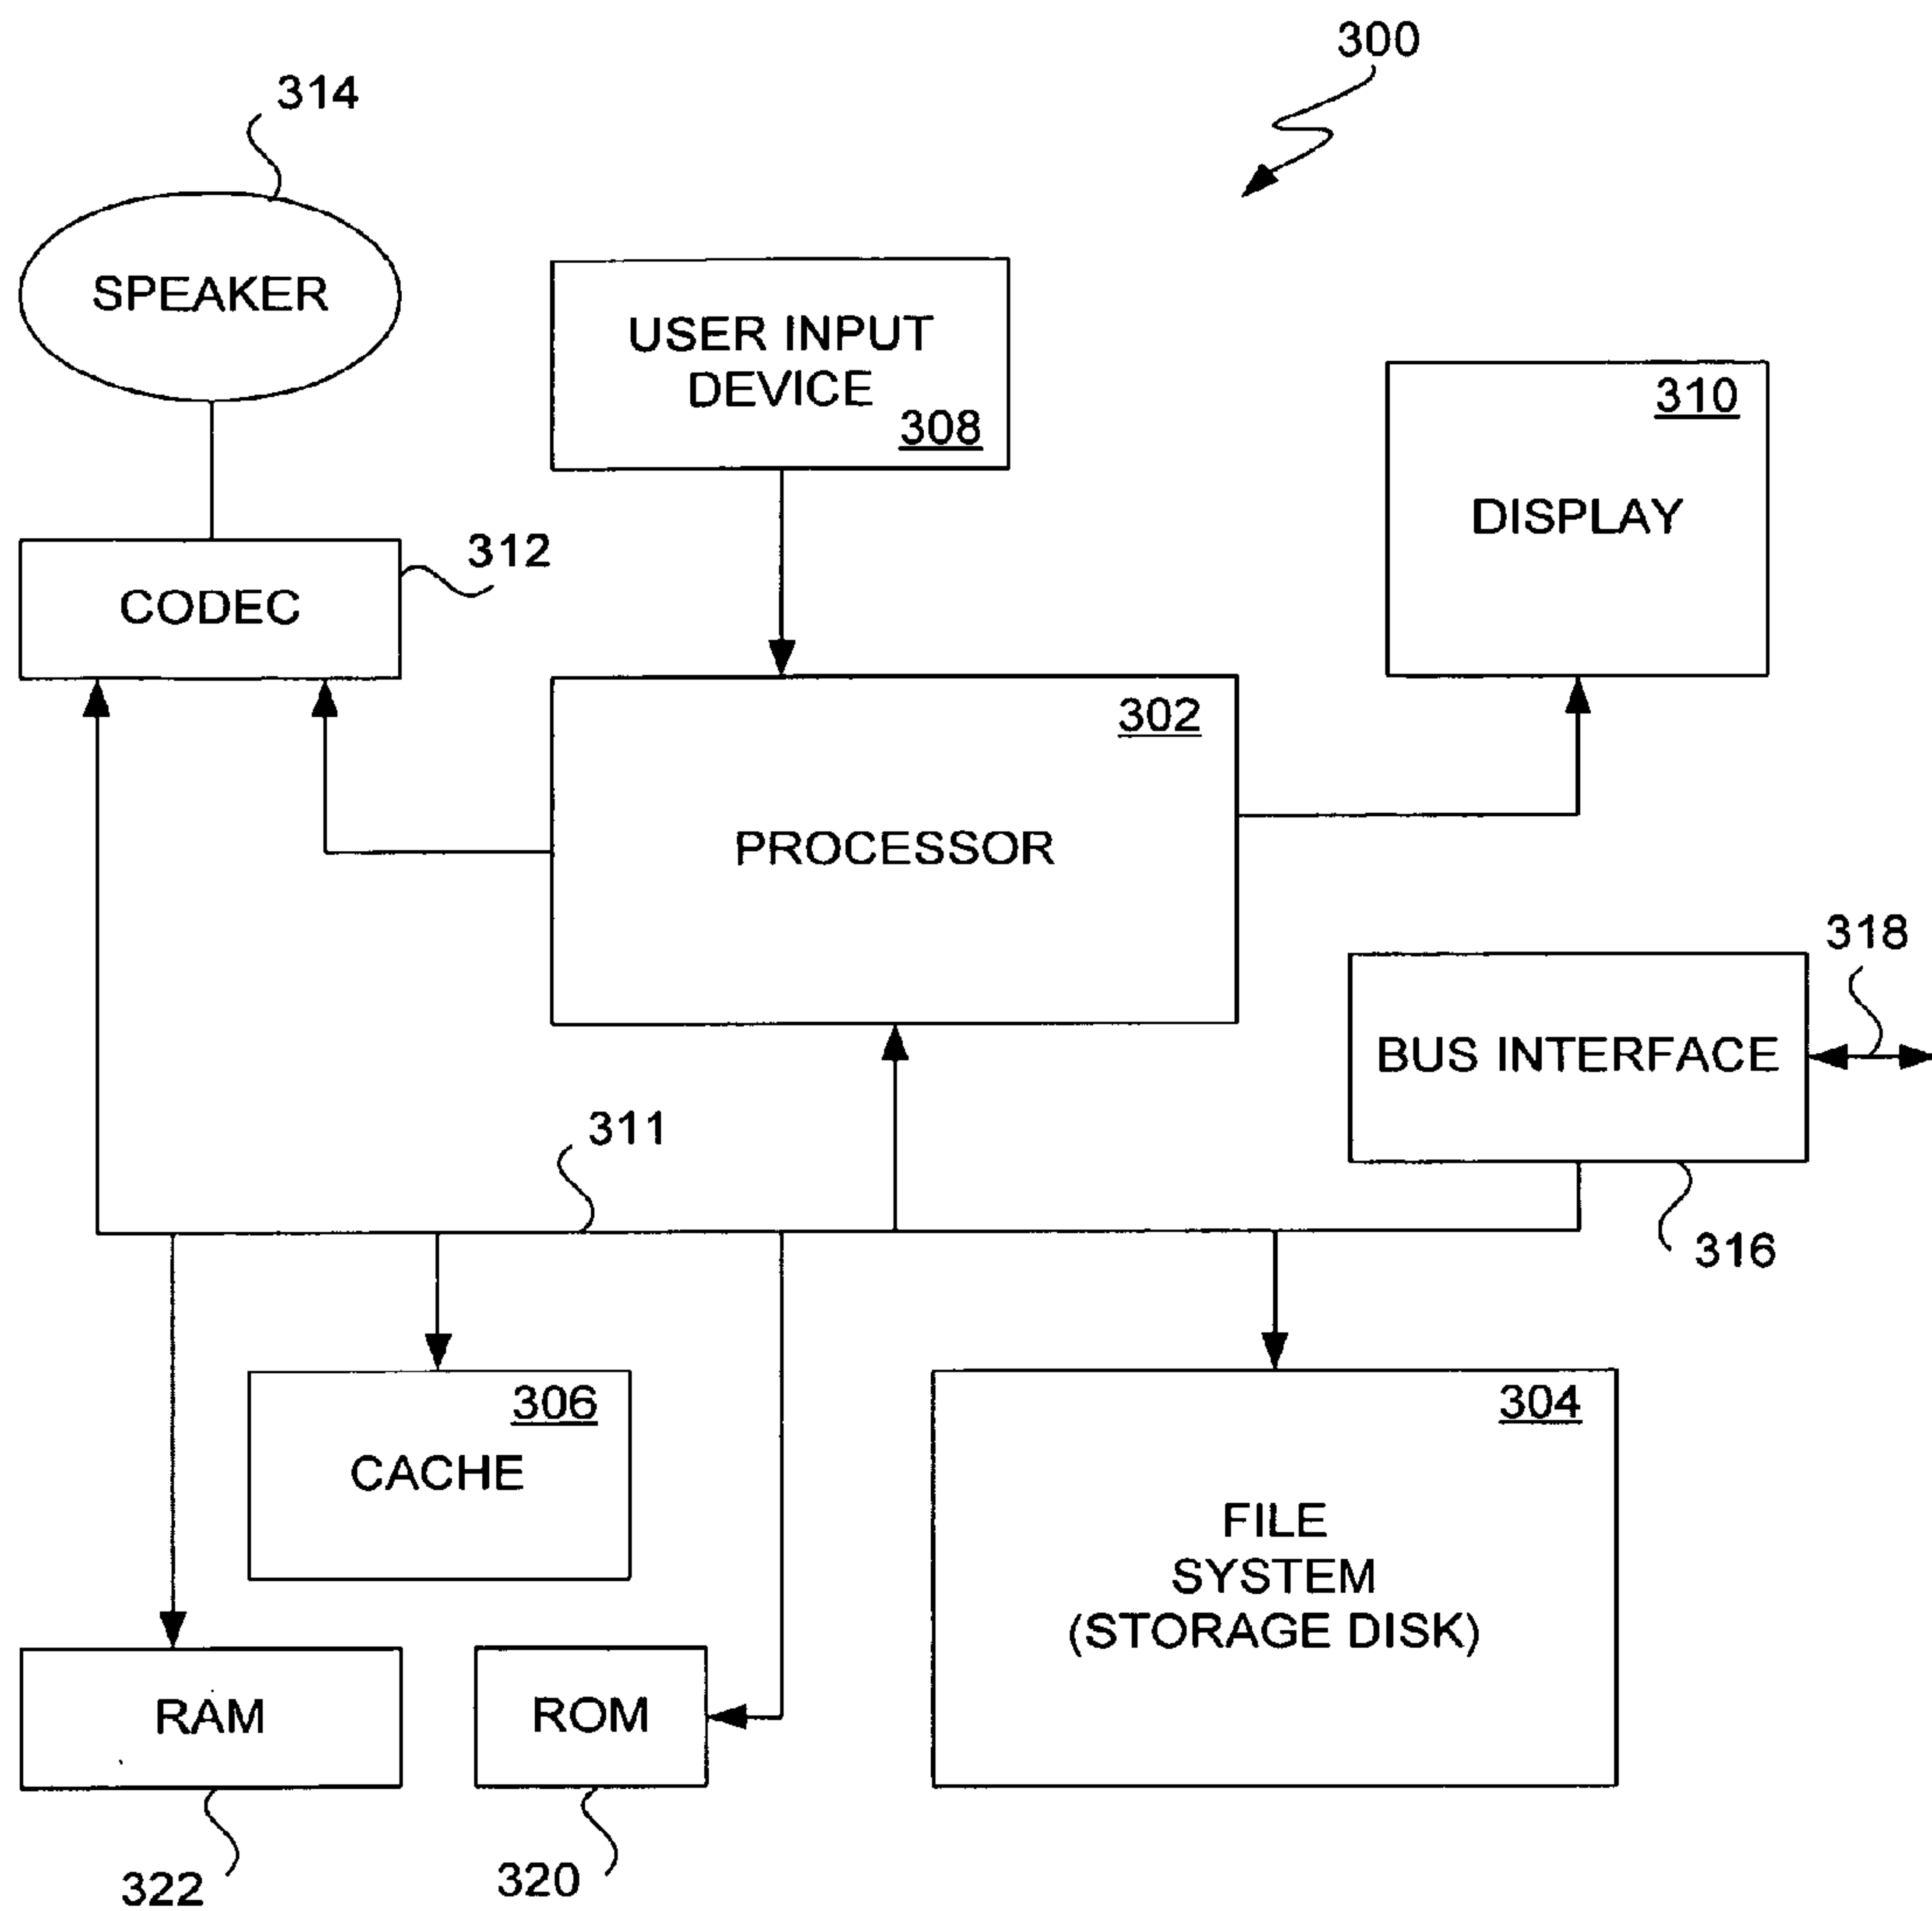 300
314
SPEAKER
USER INPUT
DEVICE
308
310
DISPLAY
312
CODEC
302
PROCESSOR
318
BUS INTERFACE
311
316
306
CACHE
304
FILE
SYSTEM
(STORAGE DISK)
RAM
ROM
322
320